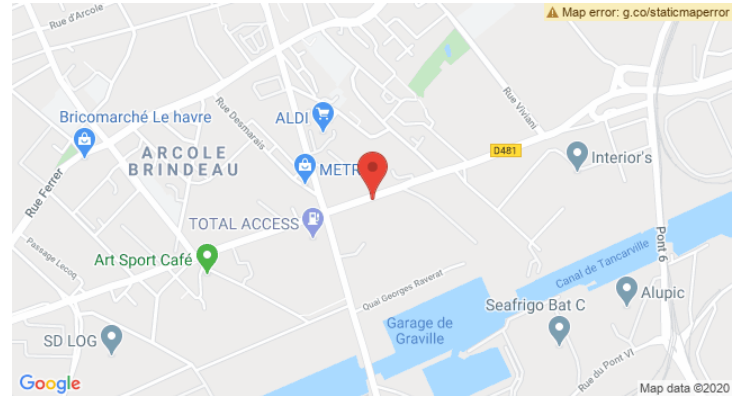 Map error: g.co/staticmaperror
Rue d'Arcole
Bricomarché Le havre
Rue Desmarais
ALDI
Rue Viviani
D481
Interior's
ARCOLE
BRINDEAU
METR
Rue Ferrer
TOTAL ACCESS
Passage Lecoq
Art Sport Café
Pont 6
Canal de Tancarville
Quai Georges Raverat
Alupic
Seafrigo Bat C
Garage de
Graville
SD LOG
Rue du Pont VI
Google
Map data ©2020